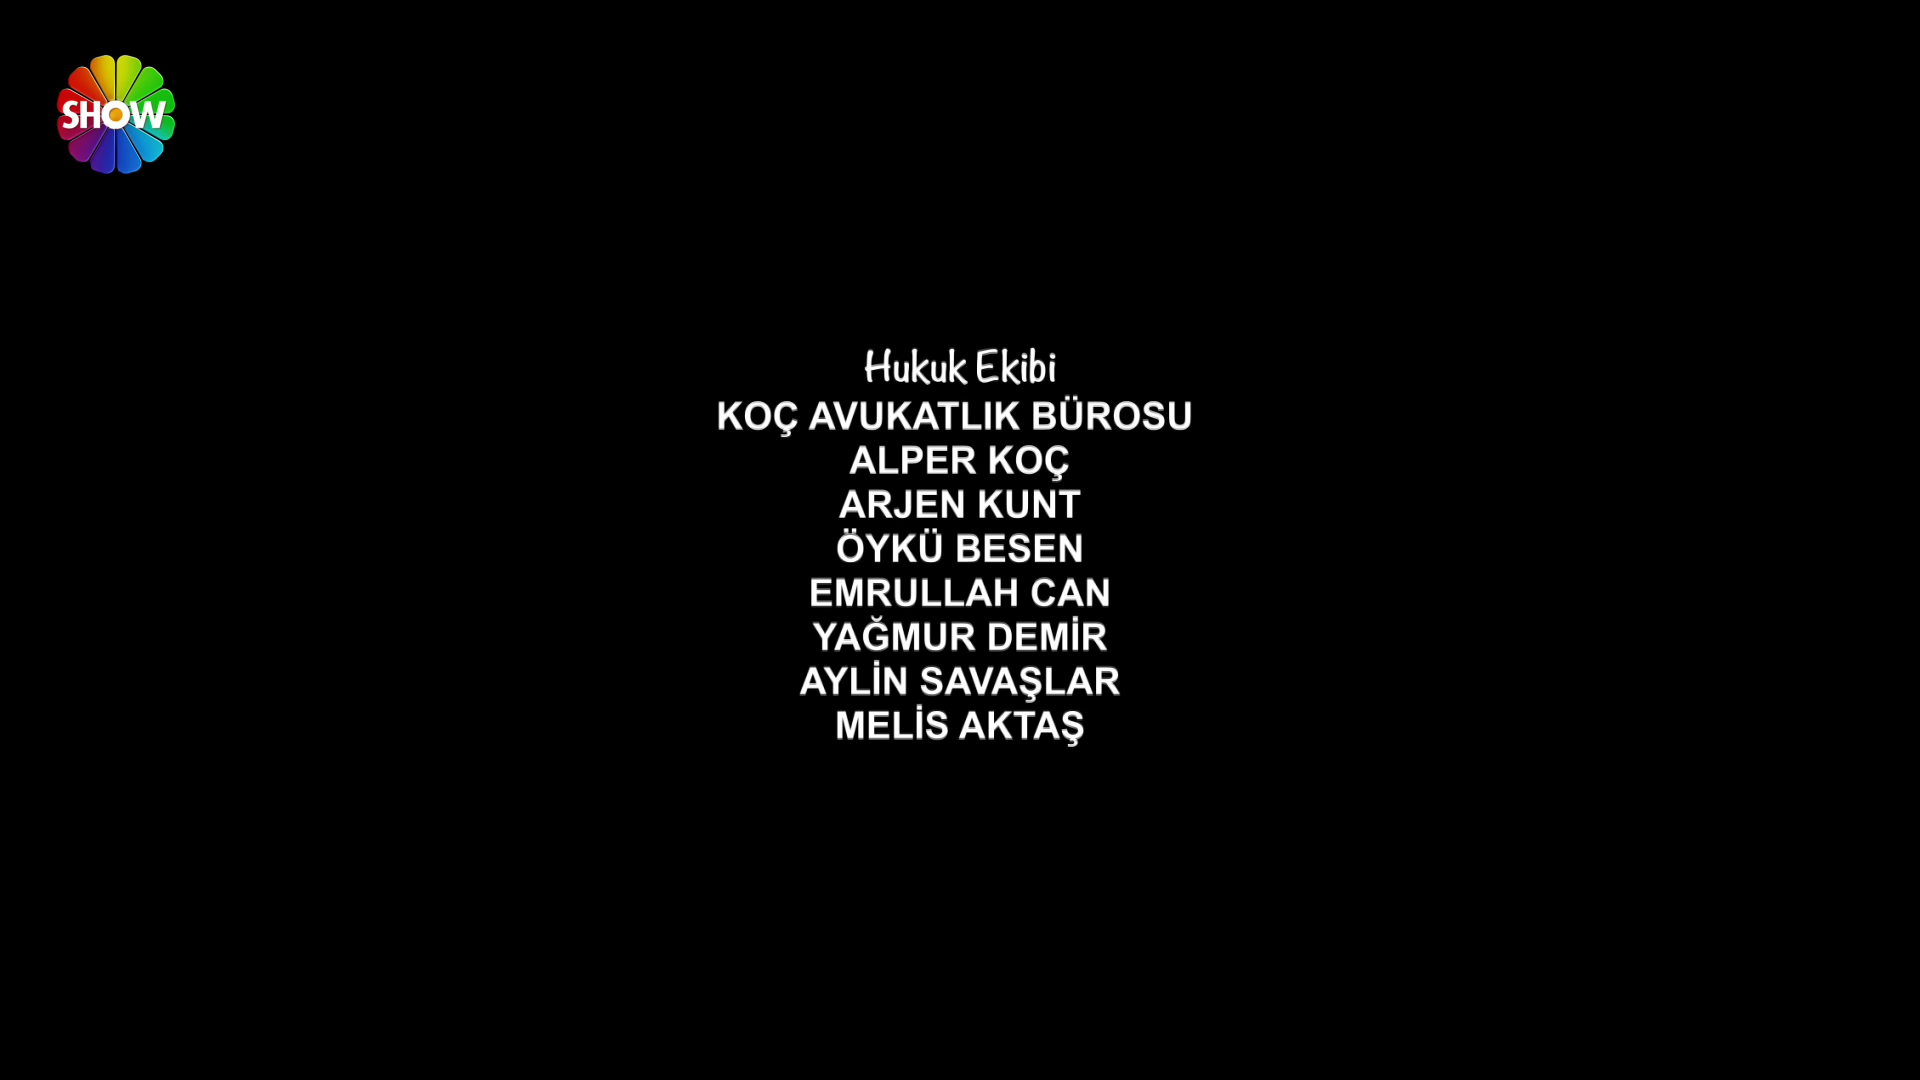 SHOW
Hukuk Ekibi
KOÇ AVUKATLIK BÜROSU
ALPER KOÇ
ARJEN KUNT
ÖYKÜ BESEN
EMRULLAH CAN
YAĞMUR DEMİR
AYLİN SAVAŞLAR
MELİS AKTAŞ